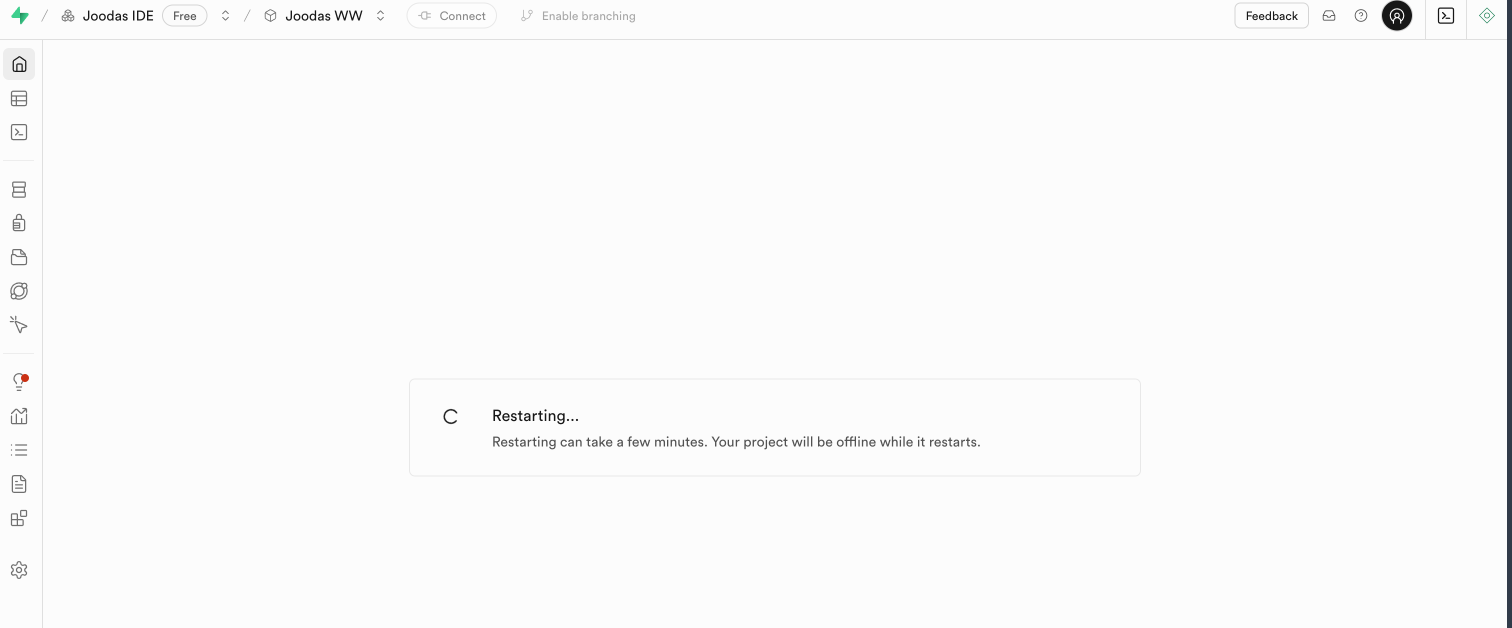 Joodas IDE Free Joodas WW Connect Enable branching Feedback
Restarting...
Restarting can take a few minutes. Your project will be offline while it restarts.